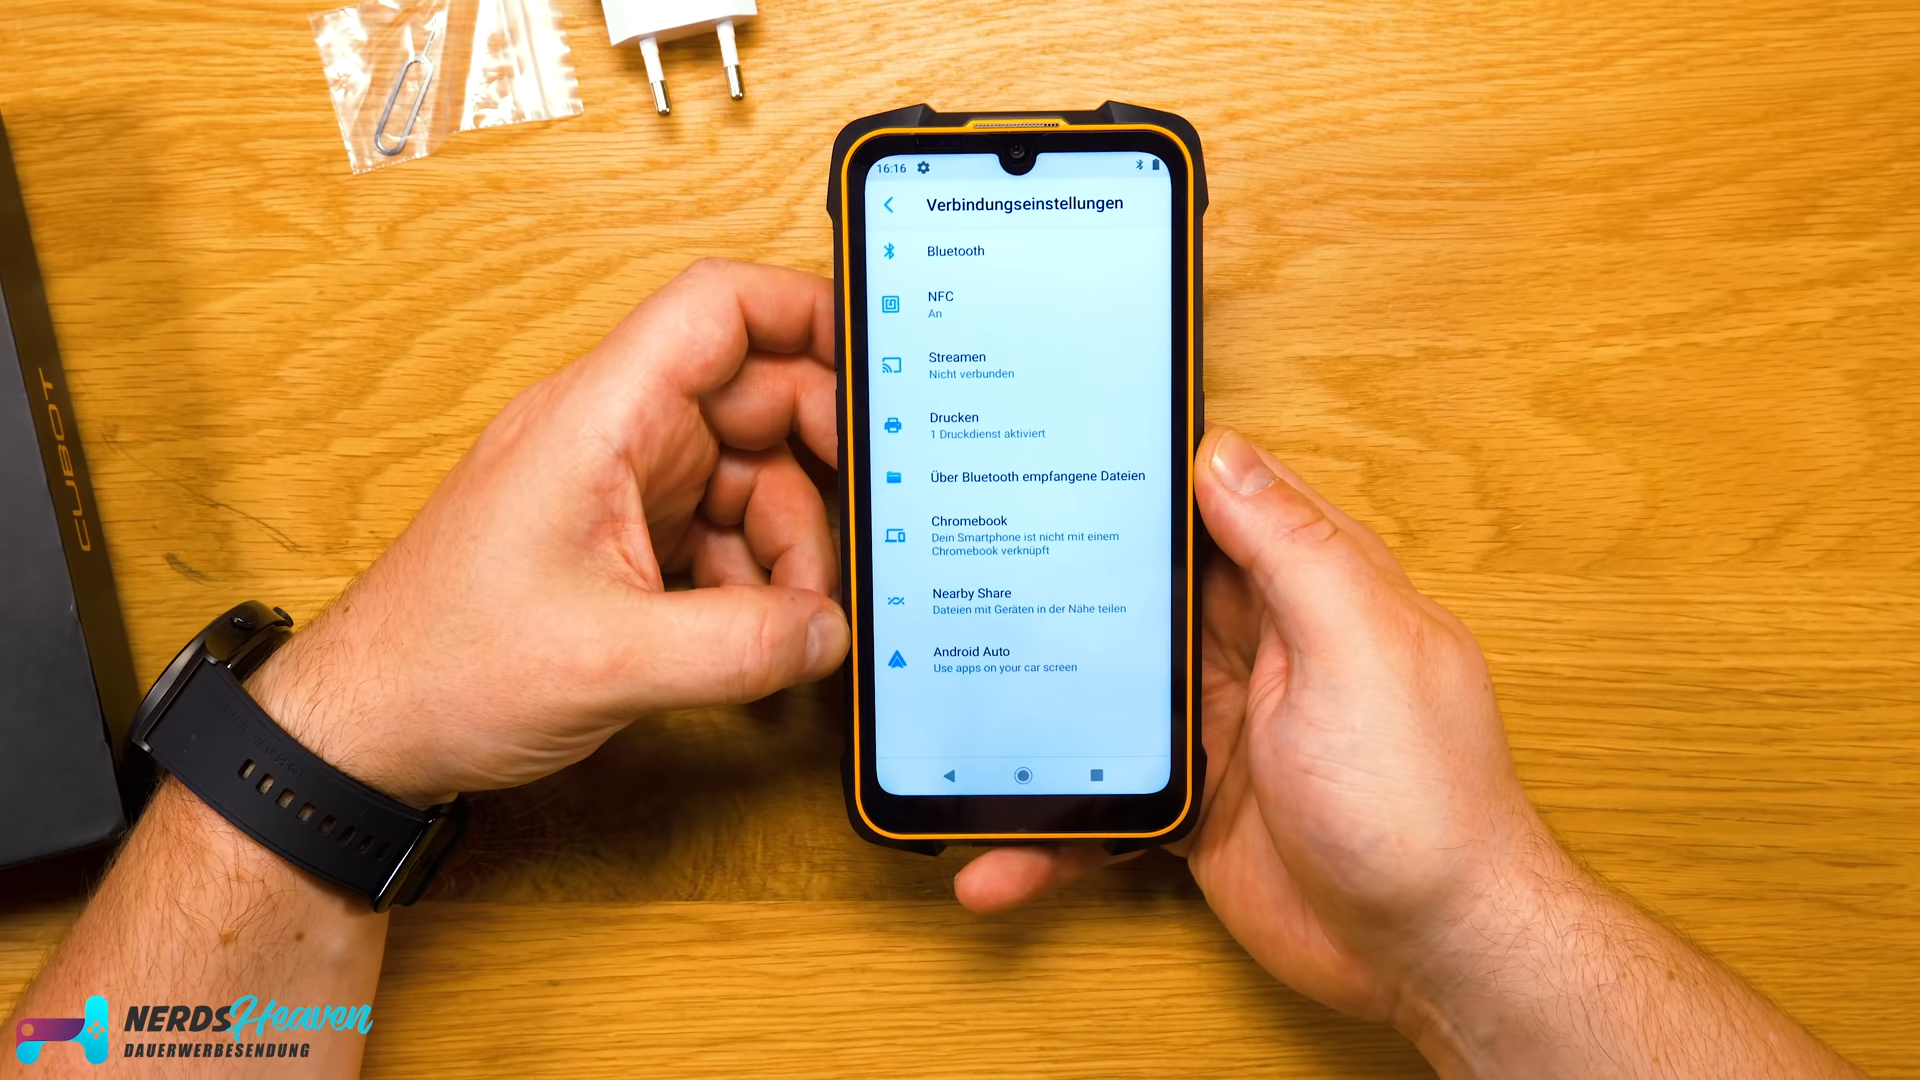 16:16
Verbindungseinstellungen
Bluetooth
NFC
An
Streamen
Nicht verbunden
Drucken
1 Druckdienst aktiviert
Über Bluetooth empfangene Dateien
Chromebook
Dein Smartphone ist nicht mit einem
Chromebook verknüpft
Nearby Share
Dateien mit Geräten in der Nähe teilen
Android Auto
Use apps on your car screen
CUBOT
NERDSHeaven
DAUERWERBESENDUNG